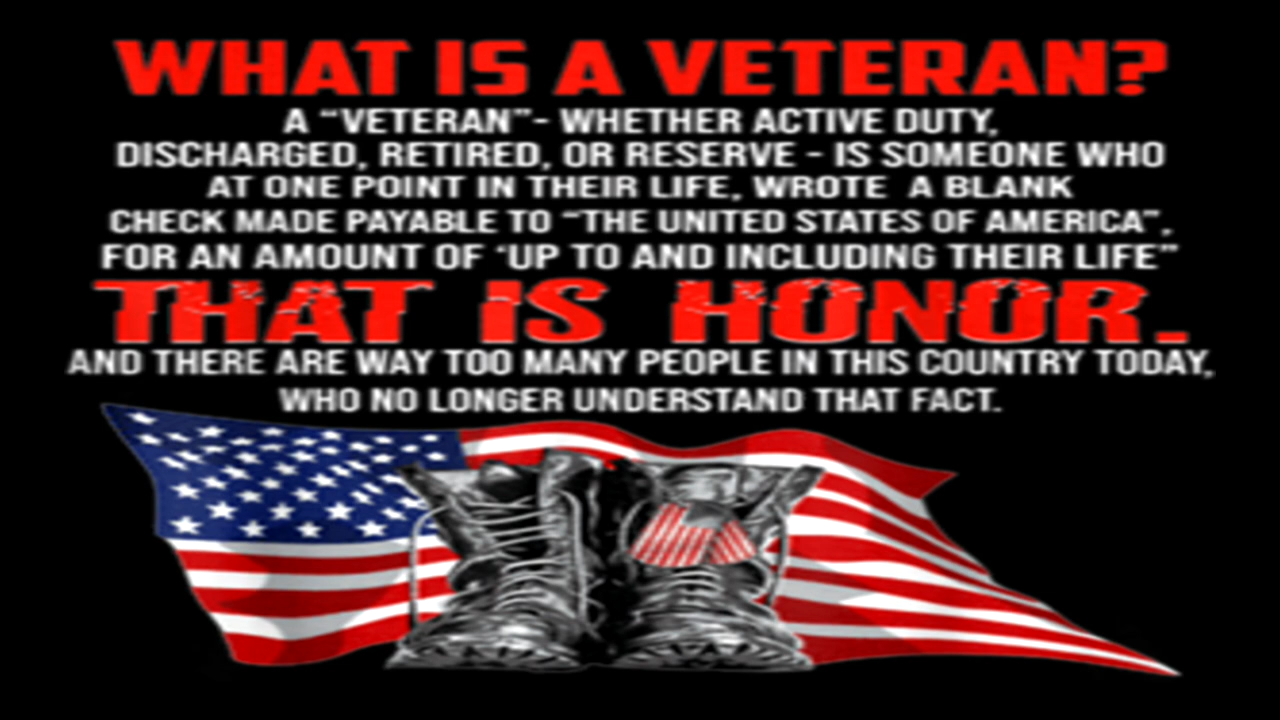 WHAT IS A VETERAN?
A “VETERAN”- WHETHER ACTIVE DUTY,
DISCHARGED, RETIRED, OR RESERVE - IS SOMEONE WHO
AT ONE POINT IN THEIR LIFE, WROTE A BLANK
CHECK MADE PAYABLE TO “THE UNITED STATES OF AMERICA”,
FOR AN AMOUNT OF ‘UP TO AND INCLUDING THEIR LIFE”
THAT IS HONOR.
AND THERE ARE WAY TOO MANY PEOPLE IN THIS COUNTRY TODAY,
WHO NO LONGER UNDERSTAND THAT FACT.